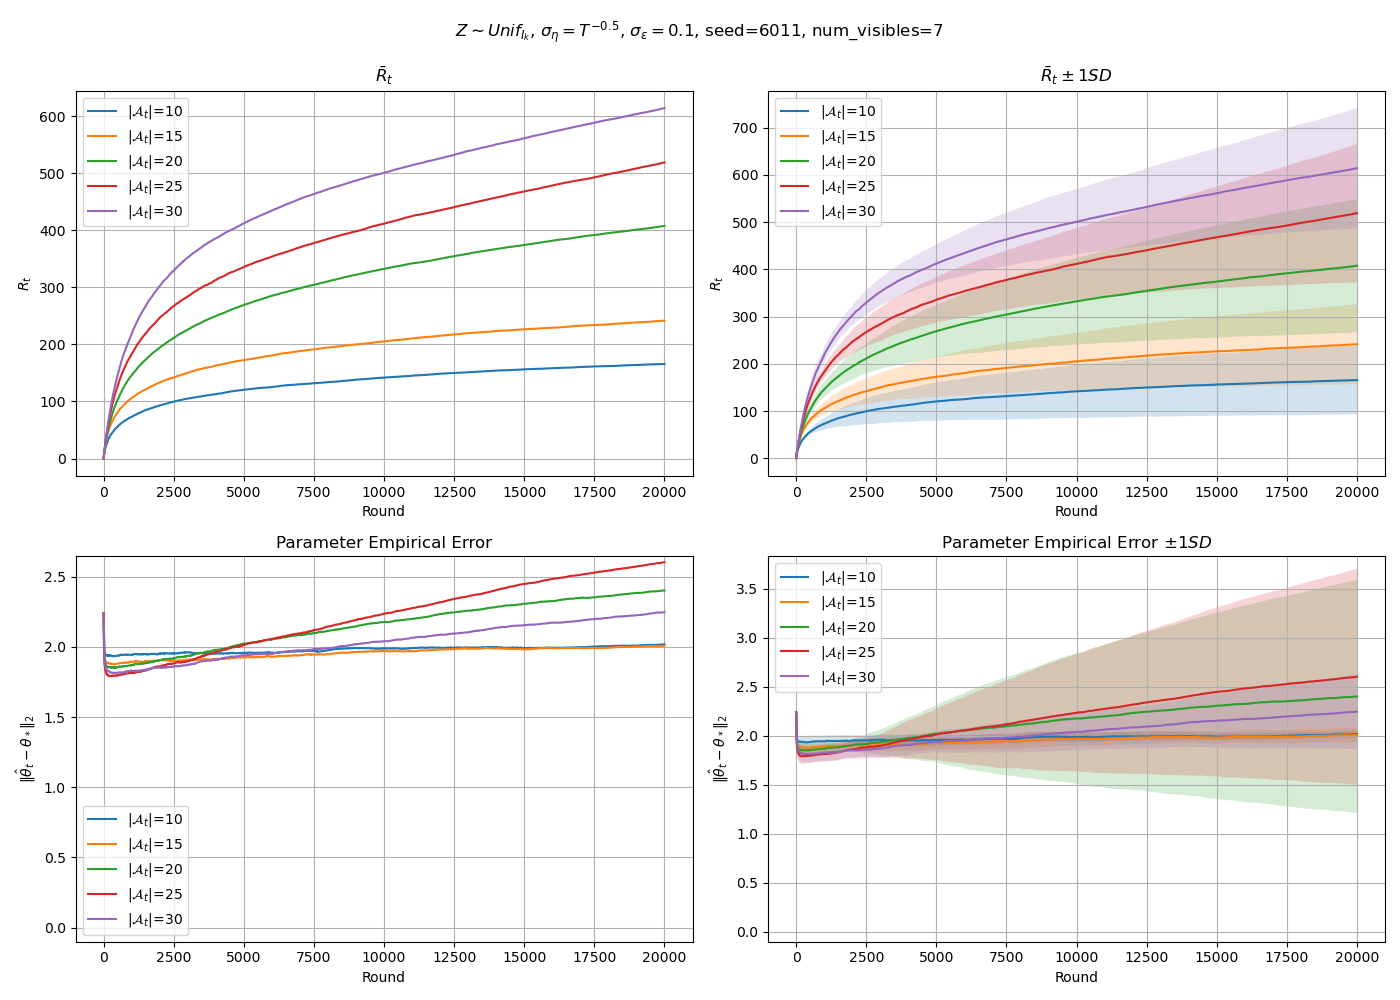 Z ∼ Unif_{I_k}, σ_η = T^{−0.5}, σ_ε = 0.1, seed=6011, num_visibles=7
R̄_t
600
500
400
300
200
100
0
R_t
|𝒜_t|=10
|𝒜_t|=15
|𝒜_t|=20
|𝒜_t|=25
|𝒜_t|=30
0 2500 5000 7500 10000 12500 15000 17500 20000
Round
R̄_t ± 1SD
700
600
500
400
300
200
100
0
R_t
|𝒜_t|=10
|𝒜_t|=15
|𝒜_t|=20
|𝒜_t|=25
|𝒜_t|=30
0 2500 5000 7500 10000 12500 15000 17500 20000
Round
Parameter Empirical Error
2.5
2.0
1.5
1.0
0.5
0.0
‖θ̂_t − θ_*‖_2
|𝒜_t|=10
|𝒜_t|=15
|𝒜_t|=20
|𝒜_t|=25
|𝒜_t|=30
0 2500 5000 7500 10000 12500 15000 17500 20000
Round
Parameter Empirical Error ±1SD
3.5
3.0
2.5
2.0
1.5
1.0
0.5
0.0
‖θ̂_t − θ_*‖_2
|𝒜_t|=10
|𝒜_t|=15
|𝒜_t|=20
|𝒜_t|=25
|𝒜_t|=30
0 2500 5000 7500 10000 12500 15000 17500 20000
Round